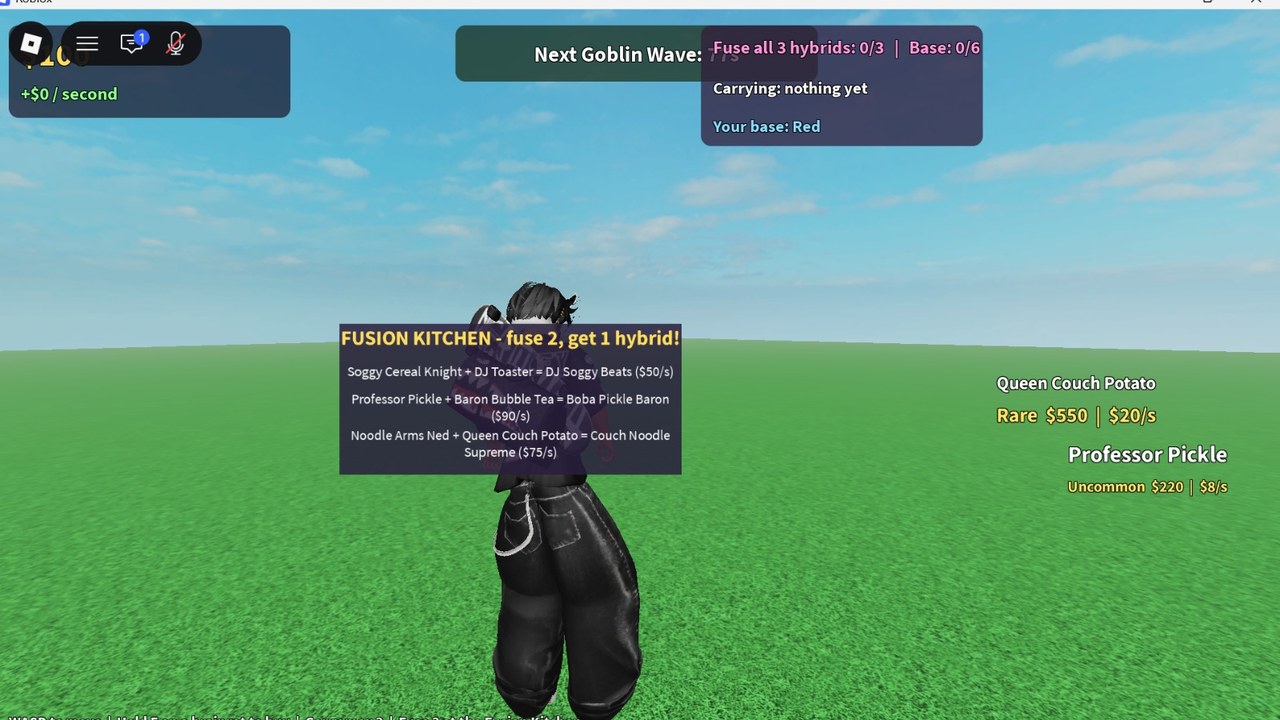 Roblox
1
+$0 / second
Next Goblin Wave:
Fuse all 3 hybrids: 0/3 | Base: 0/6
Carrying: nothing yet
Your base: Red
FUSION KITCHEN - fuse 2, get 1 hybrid!
Soggy Cereal Knight + DJ Toaster = DJ Soggy Beats ($50/s)
Professor Pickle + Baron Bubble Tea = Boba Pickle Baron
($90/s)
Noodle Arms Ned + Queen Couch Potato = Couch Noodle
Supreme ($75/s)
Queen Couch Potato
Rare $550 | $20/s
Professor Pickle
Uncommon $220 | $8/s